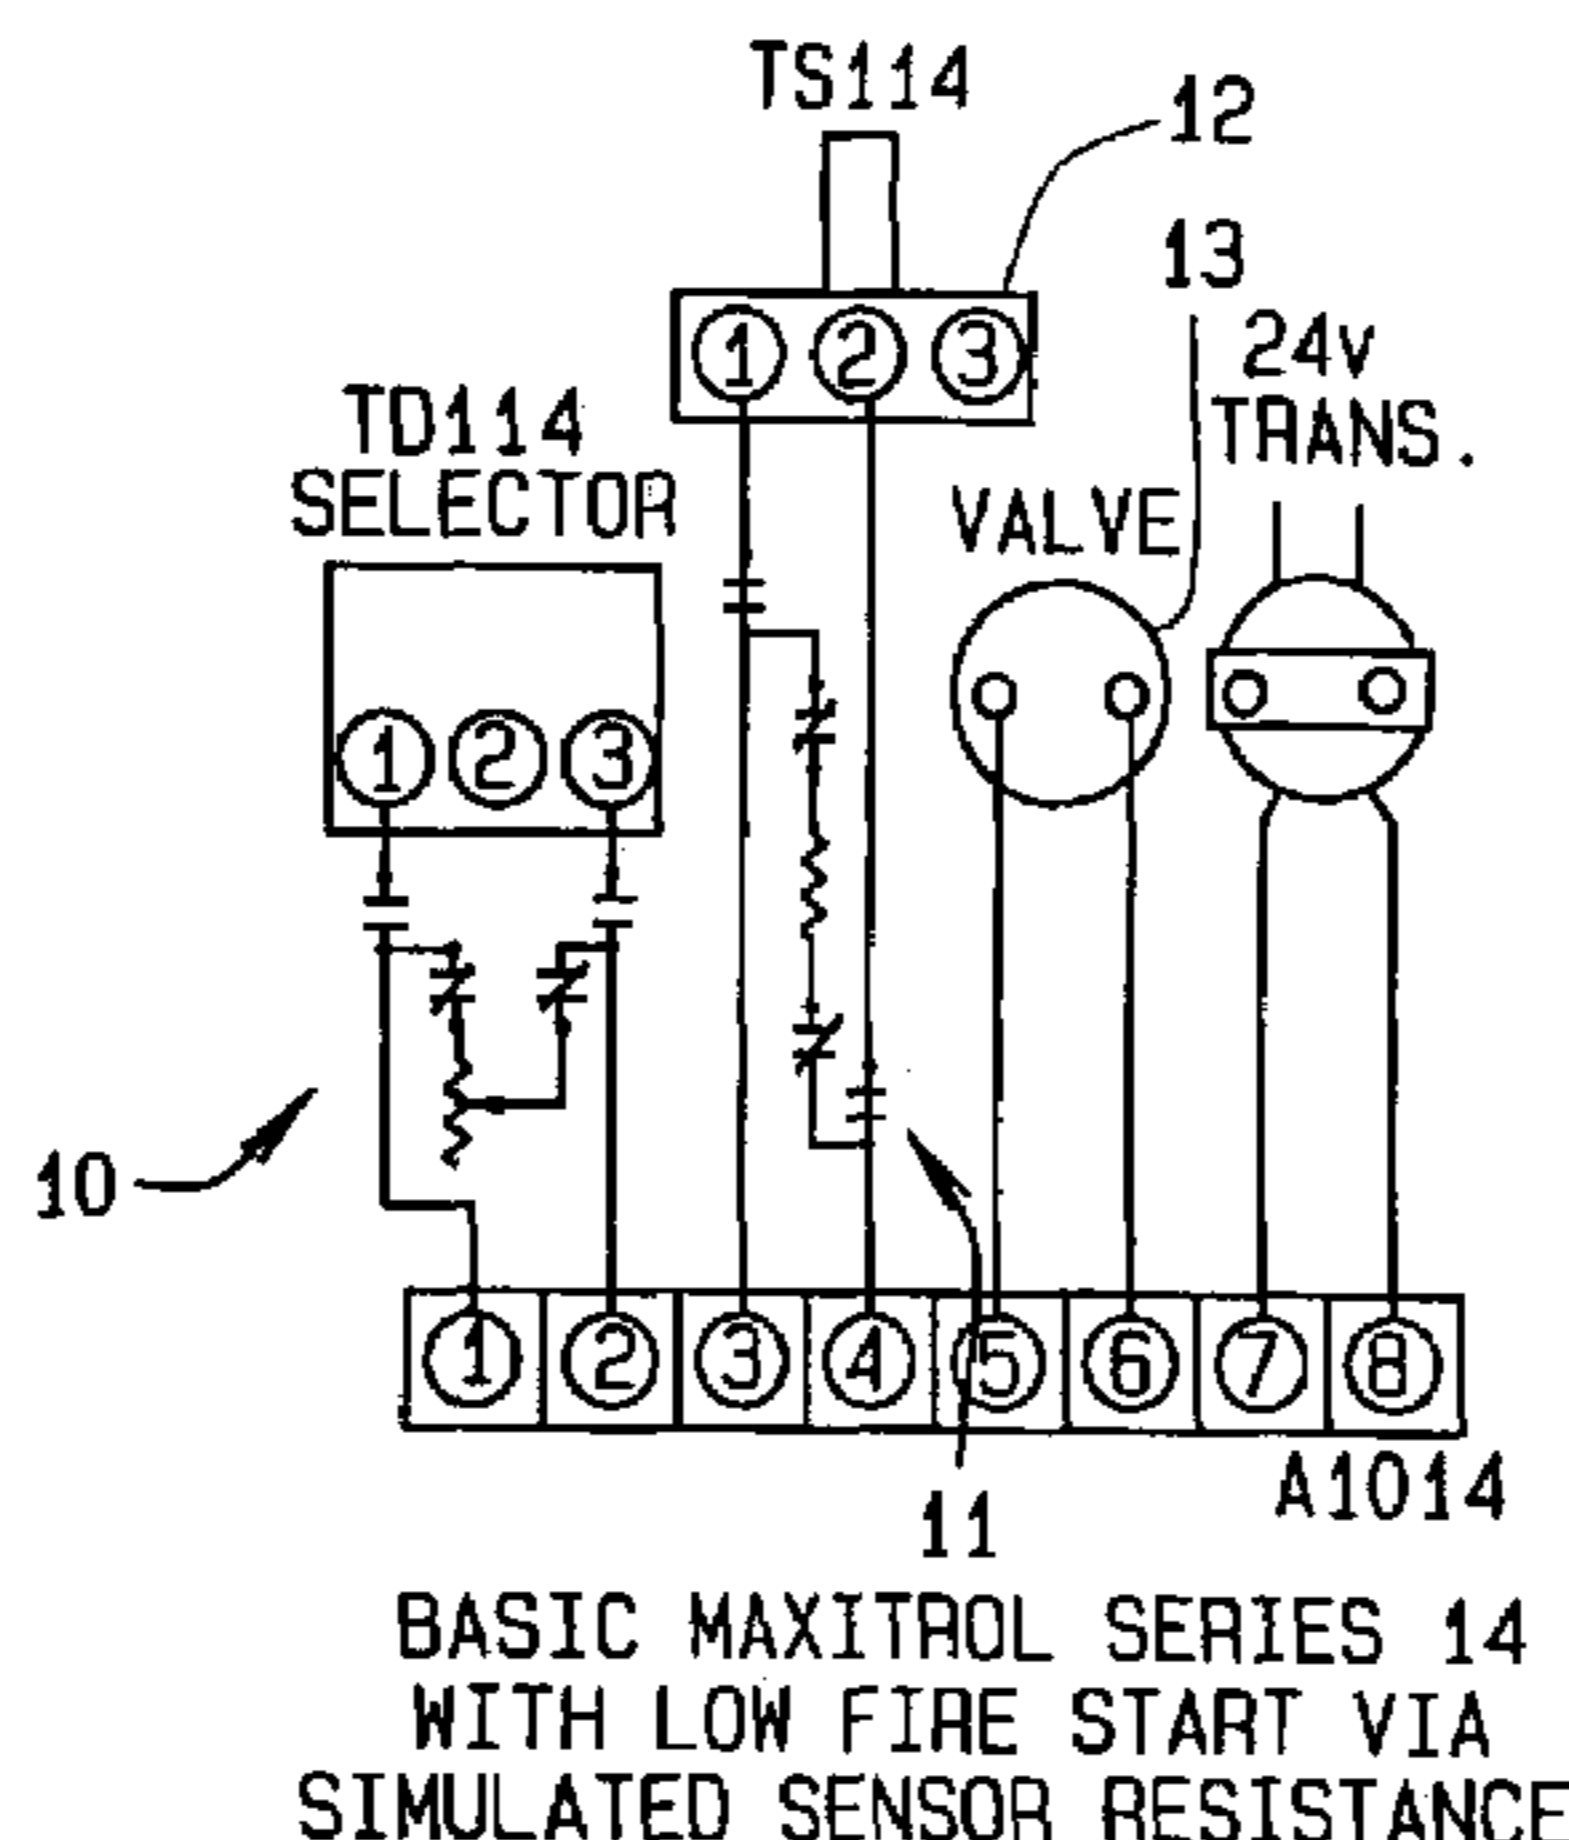 TS114
12
13
1 2 3
24v
TRANS.
TD114
SELECTOR
VALVE
1 2 3
10
1 2 3 4 5 6 7 8
A1014
11
BASIC MAXITROL SERIES 14
WITH LOW FIRE START VIA
SIMULATED SENSOR RESISTANCE